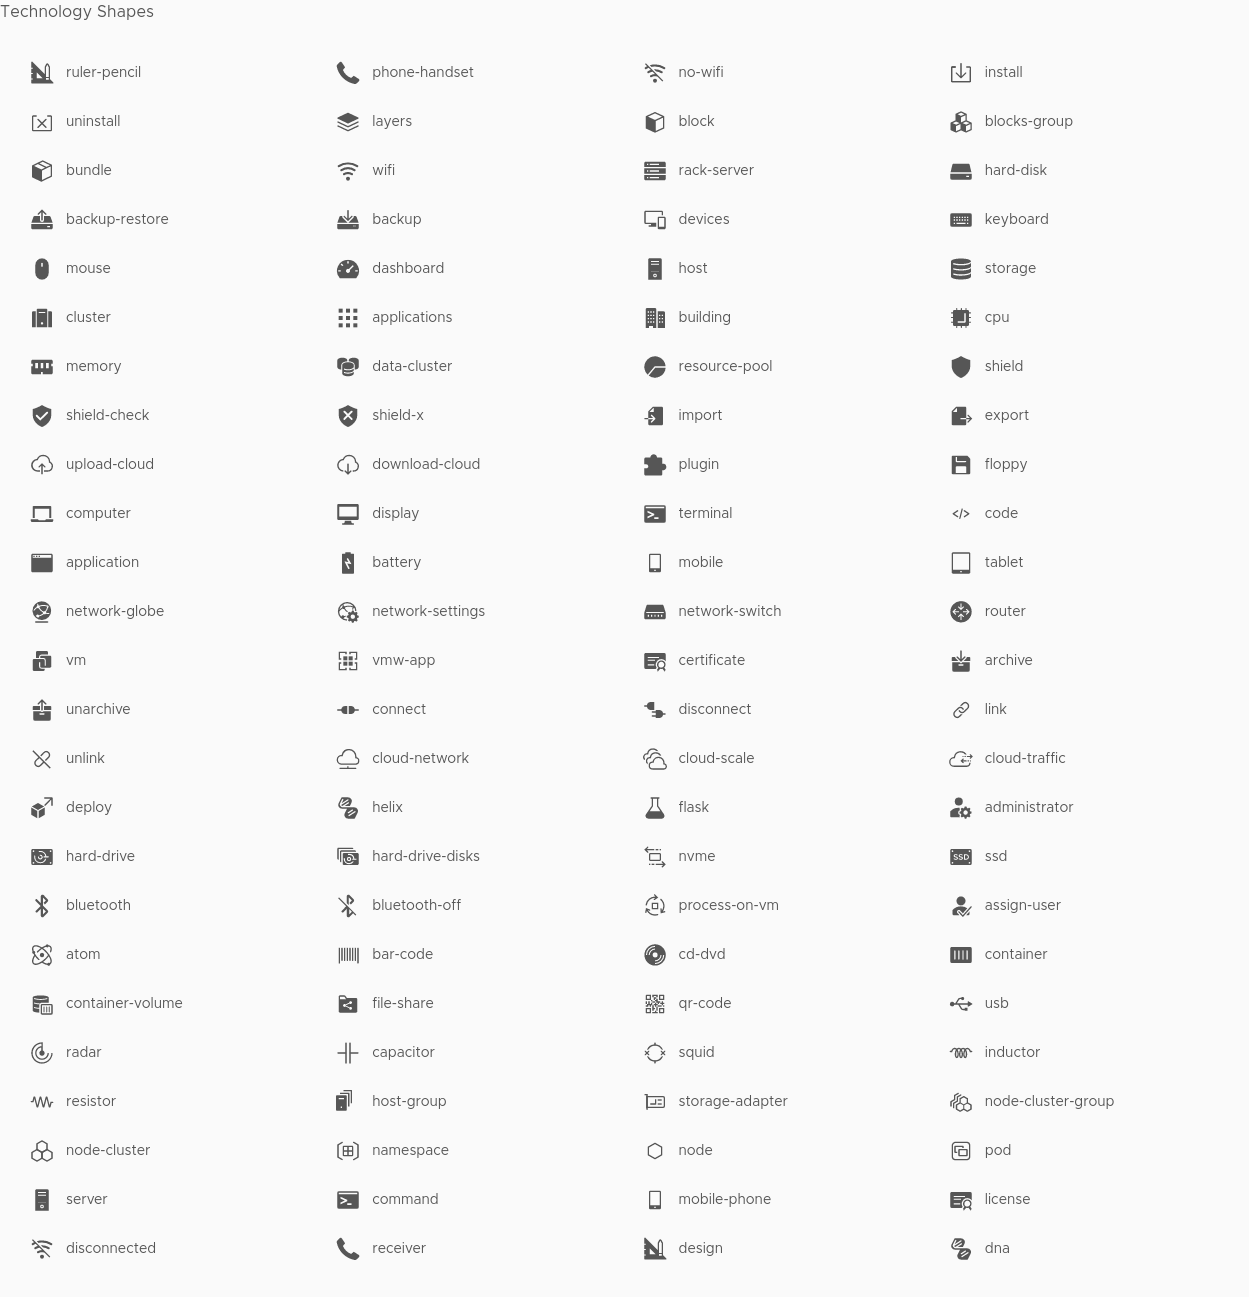 Technology Shapes
ruler-pencil phone-handset no-wifi install
uninstall layers block blocks-group
bundle wifi rack-server hard-disk
backup-restore backup devices keyboard
mouse dashboard host storage
cluster applications building cpu
memory data-cluster resource-pool shield
shield-check shield-x import export
upload-cloud download-cloud plugin floppy
computer display terminal code
application battery mobile tablet
network-globe network-settings network-switch router
vm vmw-app certificate archive
unarchive connect disconnect link
unlink cloud-network cloud-scale cloud-traffic
deploy helix flask administrator
hard-drive hard-drive-disks nvme SSD ssd
bluetooth bluetooth-off process-on-vm assign-user
atom bar-code cd-dvd container
container-volume file-share qr-code usb
radar capacitor squid inductor
resistor host-group storage-adapter node-cluster-group
node-cluster namespace node pod
server command mobile-phone license
disconnected receiver design dna